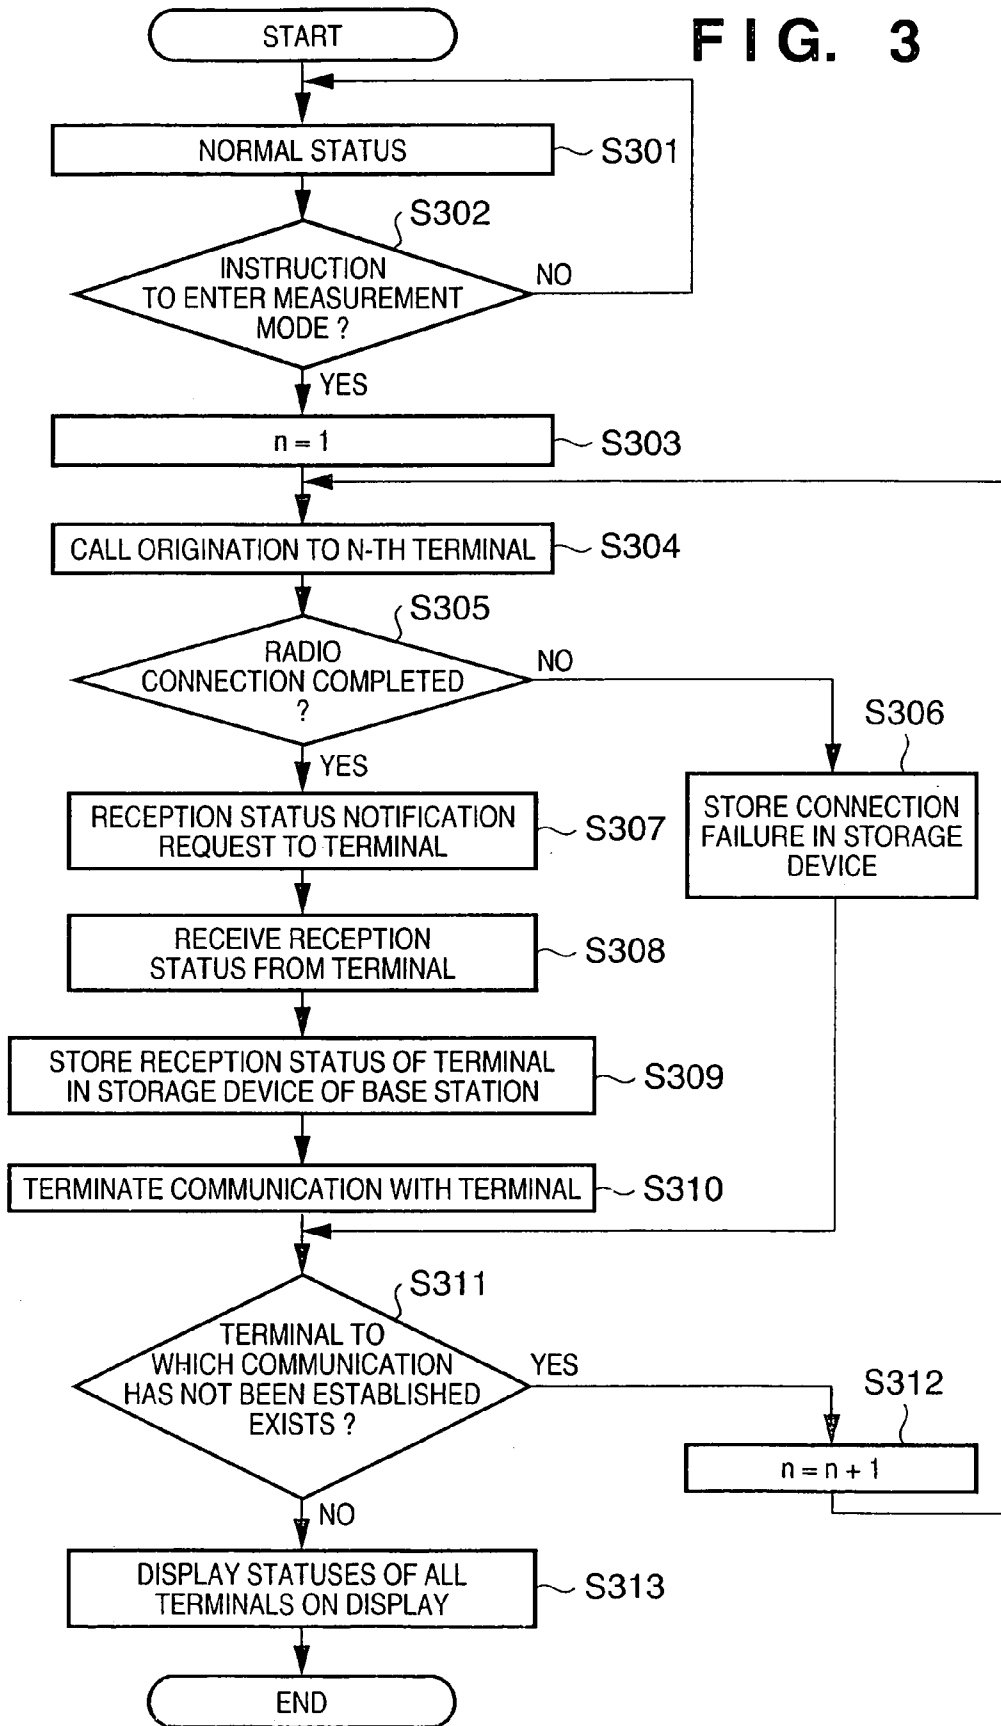 FIG. 3
START
NORMAL STATUS
S301
S302
INSTRUCTION
TO ENTER MEASUREMENT
MODE ?
NO
YES
n = 1
S303
CALL ORIGINATION TO N-TH TERMINAL
S304
S305
RADIO
CONNECTION COMPLETED
?
NO
YES
S306
STORE CONNECTION
FAILURE IN STORAGE
DEVICE
RECEPTION STATUS NOTIFICATION
REQUEST TO TERMINAL
S307
RECEIVE RECEPTION
STATUS FROM TERMINAL
S308
STORE RECEPTION STATUS OF TERMINAL
IN STORAGE DEVICE OF BASE STATION
S309
TERMINATE COMMUNICATION WITH TERMINAL
S310
S311
TERMINAL TO
WHICH COMMUNICATION
HAS NOT BEEN ESTABLISHED
EXISTS ?
YES
S312
n = n + 1
NO
DISPLAY STATUSES OF ALL
TERMINALS ON DISPLAY
S313
END